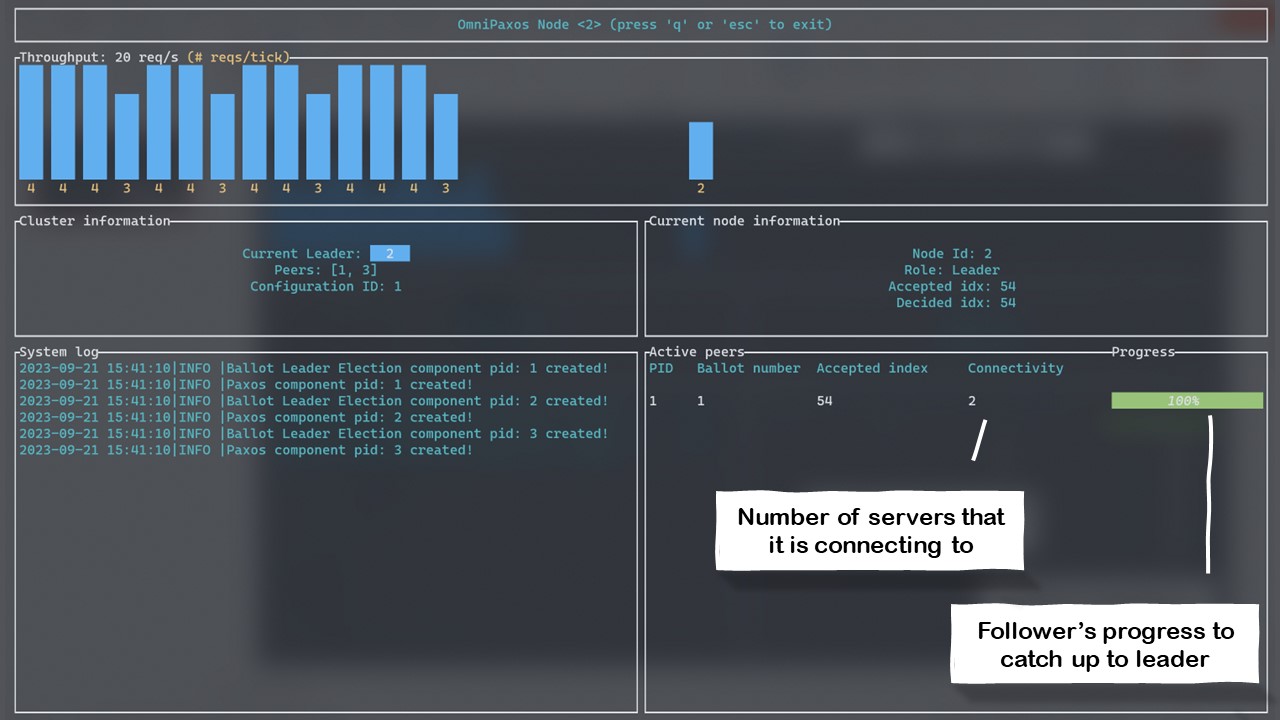 OmniPaxos Node <2> (press 'q' or 'esc' to exit)
Throughput: 20 req/s (# reqs/tick)
4 4 4 3 4 4 3 4 4 3 4 4 4 3 2
Cluster information
Current Leader: 2
Peers: [1, 3]
Configuration ID: 1
Current node information
Node Id: 2
Role: Leader
Accepted idx: 54
Decided idx: 54
System log
2023-09-21 15:41:10|INFO |Ballot Leader Election component pid: 1 created!
2023-09-21 15:41:10|INFO |Paxos component pid: 1 created!
2023-09-21 15:41:10|INFO |Ballot Leader Election component pid: 2 created!
2023-09-21 15:41:10|INFO |Paxos component pid: 2 created!
2023-09-21 15:41:10|INFO |Ballot Leader Election component pid: 3 created!
2023-09-21 15:41:10|INFO |Paxos component pid: 3 created!
Active peers Progress
PID Ballot number Accepted index Connectivity
1 1 54 2 100%
Number of servers that
it is connecting to
Follower's progress to
catch up to leader